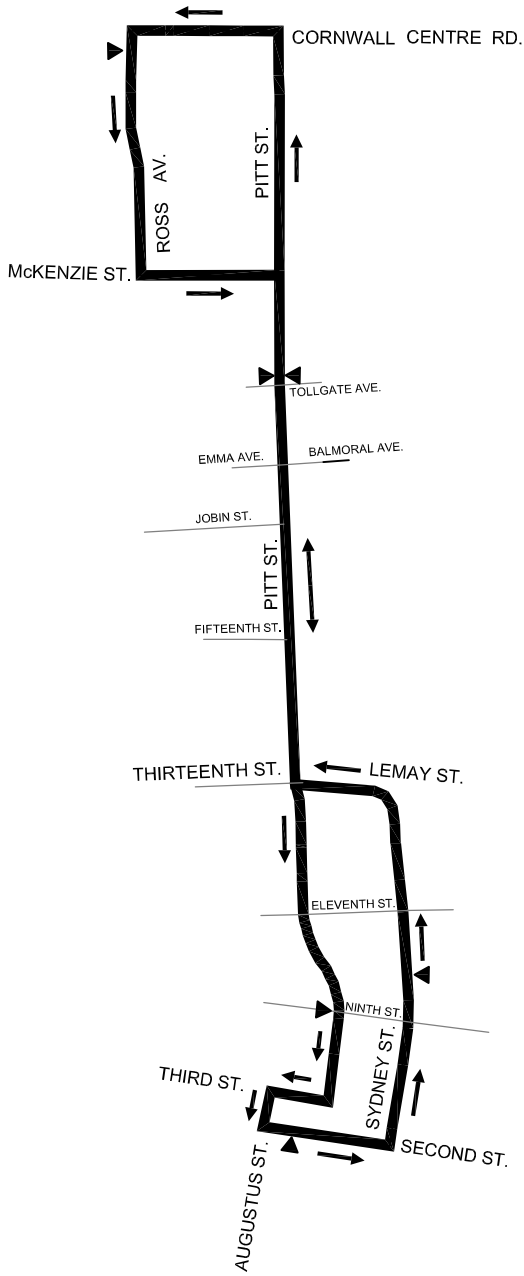 CORNWALL CENTRE RD.
PITT ST.
ROSS AV.
McKENZIE ST.
TOLLGATE AVE.
EMMA AVE.
BALMORAL AVE.
JOBIN ST.
PITT ST.
FIFTEENTH ST.
THIRTEENTH ST.
LEMAY ST.
ELEVENTH ST.
NINTH ST.
SYDNEY ST.
THIRD ST.
SECOND ST.
AUGUSTUS ST.